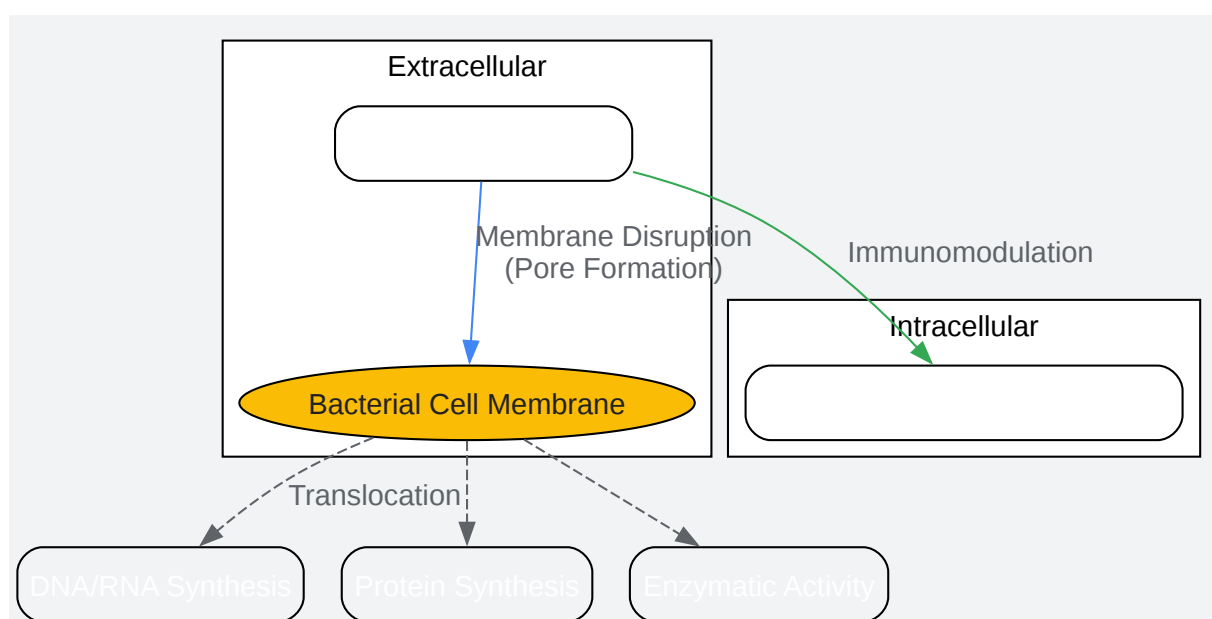 Extracellular
Membrane Disruption
(Pore Formation)
Immunomodulation
Intracellular
Bacterial Cell Membrane
Translocation
DNA/RNA Synthesis
Protein Synthesis
Enzymatic Activity